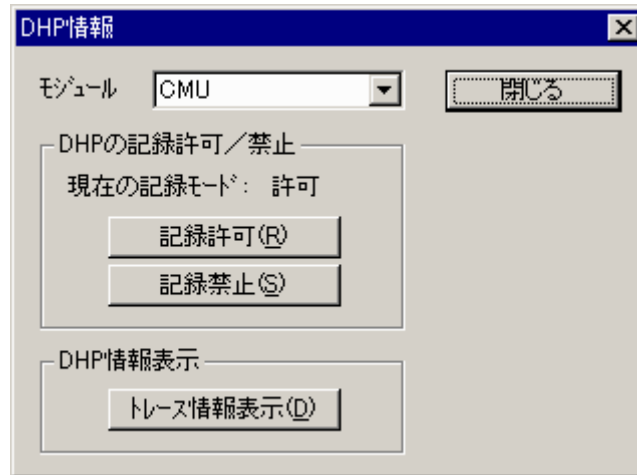 DHP情報
モジュール CMU 閉じる
DHPの記録許可／禁止
現在の記録モード: 許可
記録許可(R)
記録禁止(S)
DHP情報表示
トレース情報表示(D)